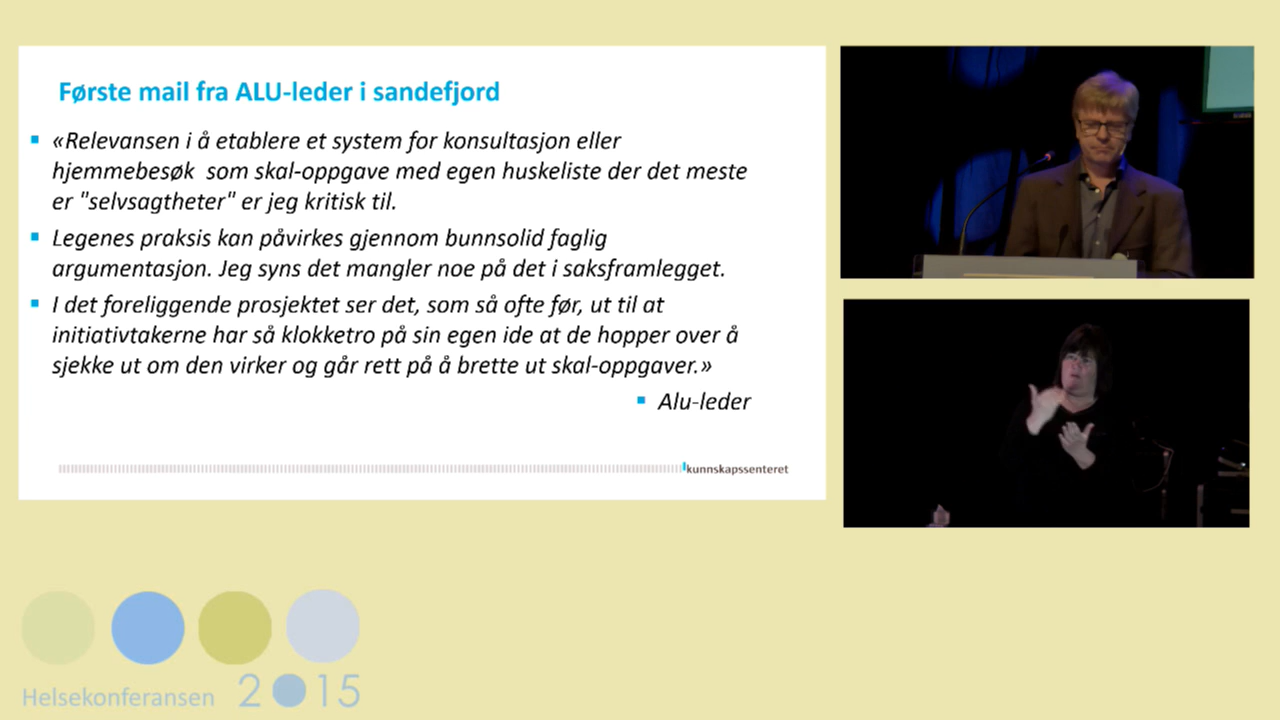 Første mail fra ALU-leder i sandefjord
«Relevansen i å etablere et system for konsultasjon eller
hjemmebesøk  som skal-oppgave med egen huskeliste der det meste
er "selvsagtheter" er jeg kritisk til.
Legenes praksis kan påvirkes gjennom bunnsolid faglig
argumentasjon. Jeg syns det mangler noe på det i saksframlegget.
I det foreliggende prosjektet ser det, som så ofte før, ut til at
initiativtakerne har så klokketro på sin egen ide at de hopper over å
sjekke ut om den virker og går rett på å brette ut skal-oppgaver.»
Alu-leder
kunnskapssenteret
Helsekonferansen 2015